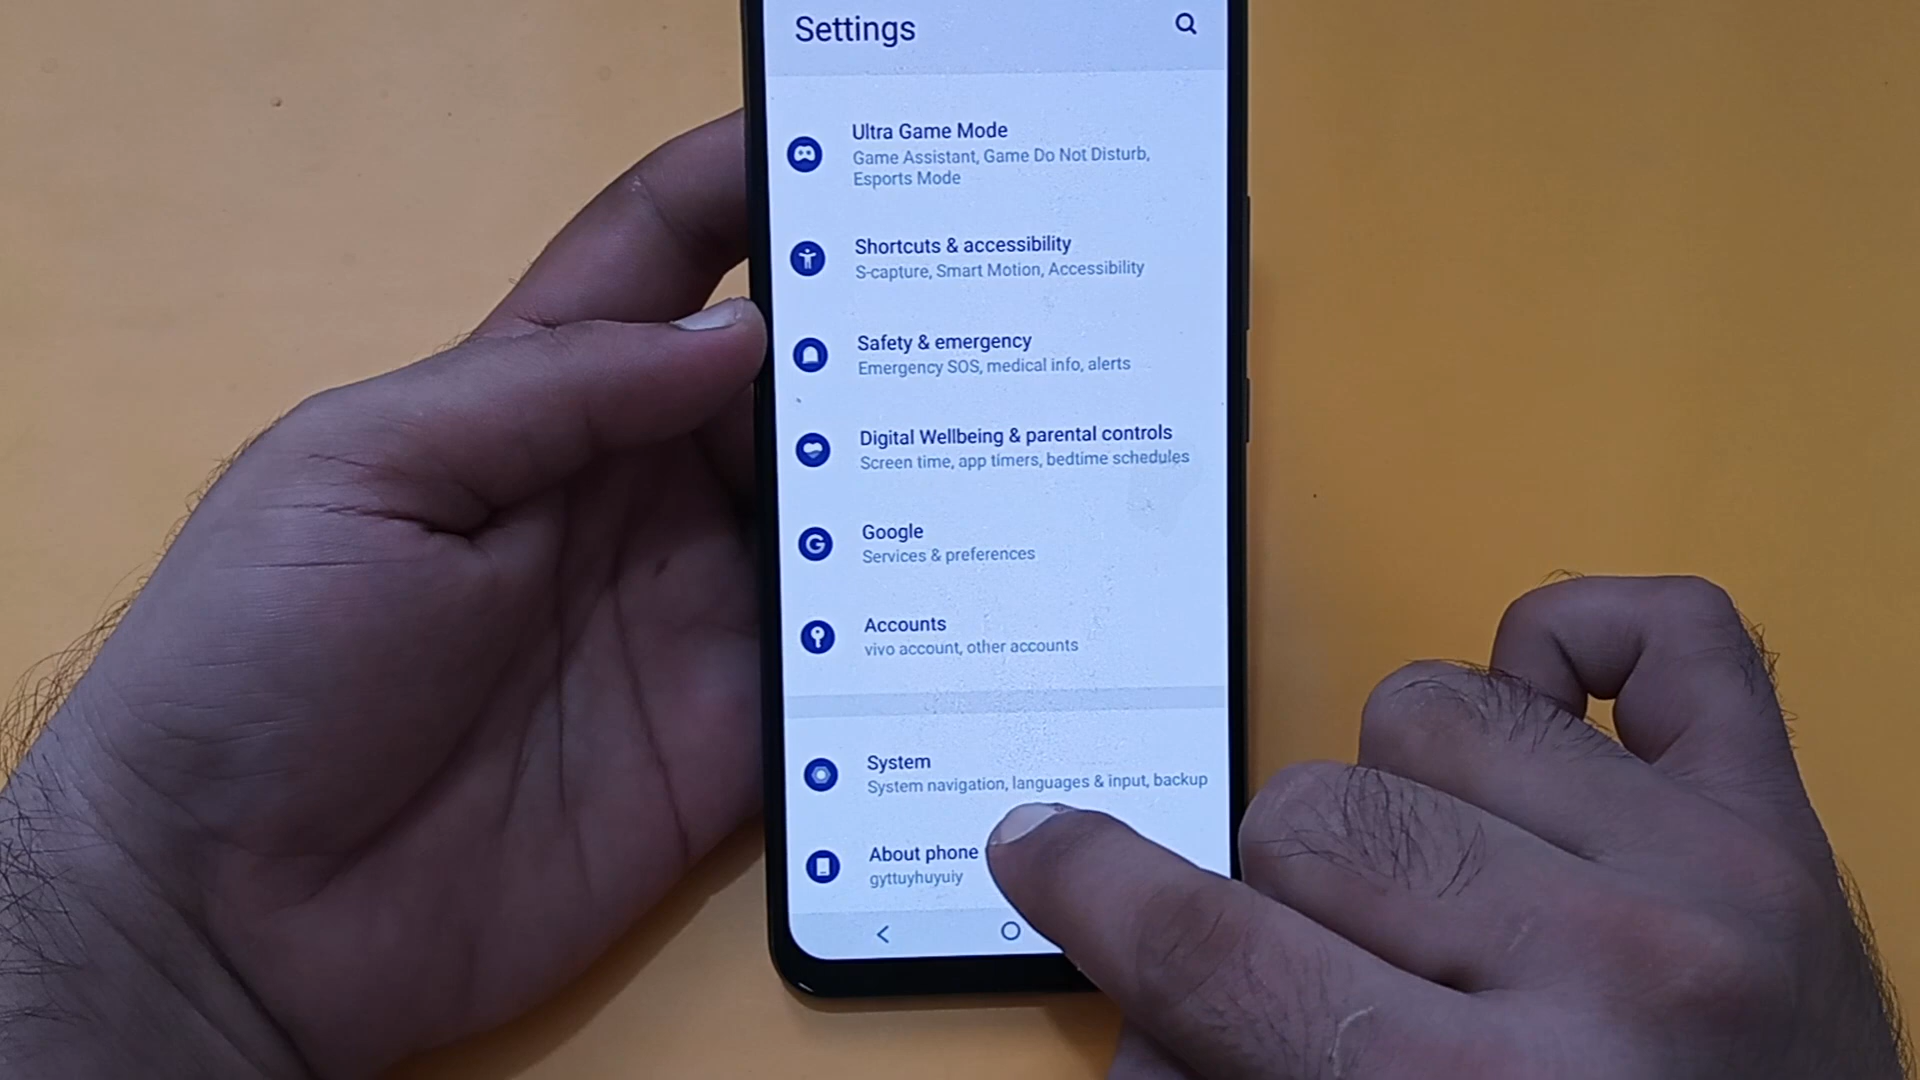 Settings
Ultra Game Mode
Game Assistant, Game Do Not Disturb,
Esports Mode
Shortcuts & accessibility
S-capture, Smart Motion, Accessibility
Safety & emergency
Emergency SOS, medical info, alerts
Digital Wellbeing & parental controls
Screen time, app timers, bedtime schedules
Google
Services & preferences
Accounts
vivo account, other accounts
System
System navigation, languages & input, backup
About phone
gyttuyhuyuiy